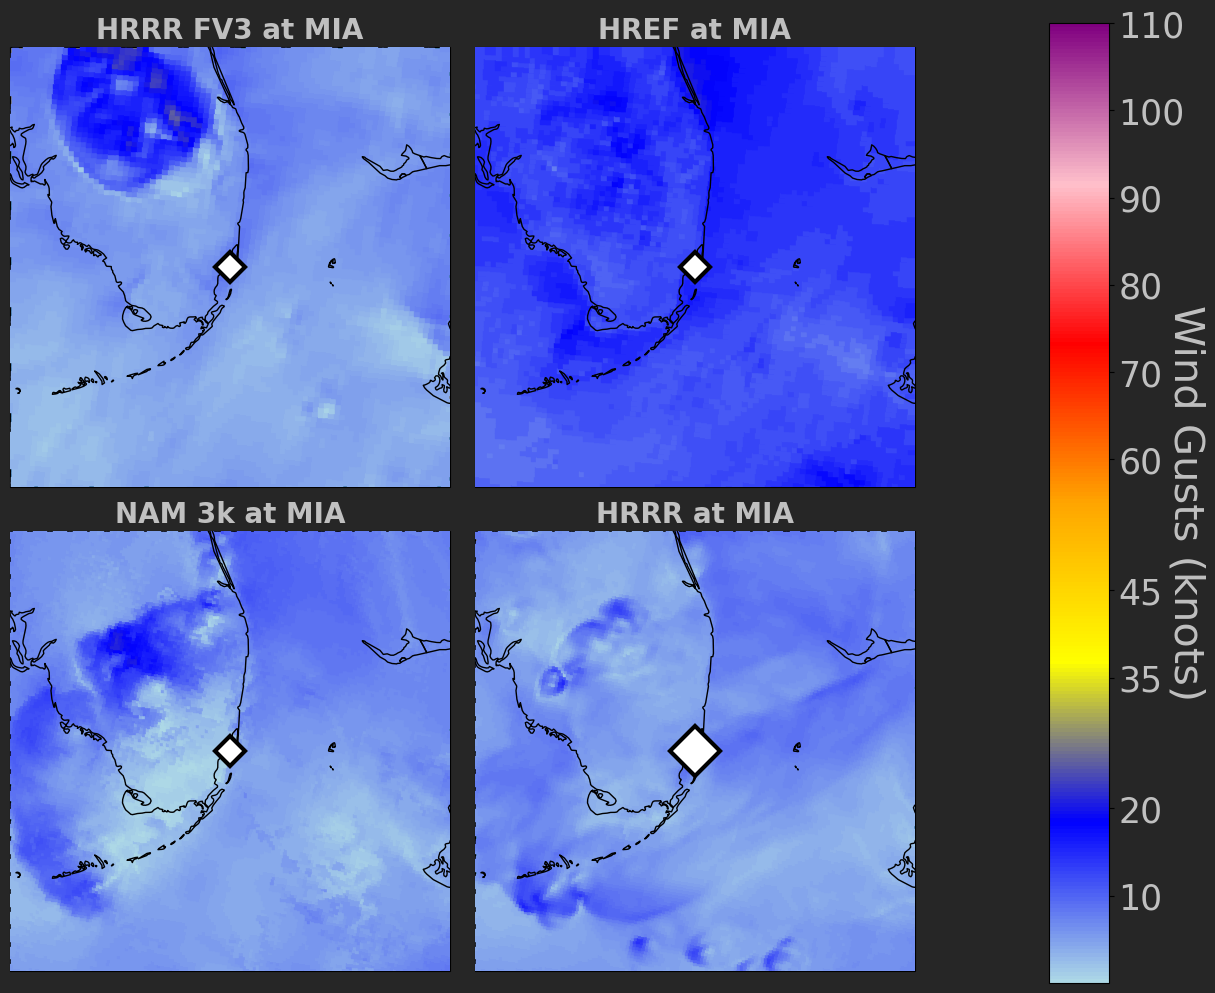 HRRR FV3 at MIA
HREF at MIA
NAM 3k at MIA
HRRR at MIA
110
100
90
80
70
60
45
35
20
10
Wind Gusts (knots)